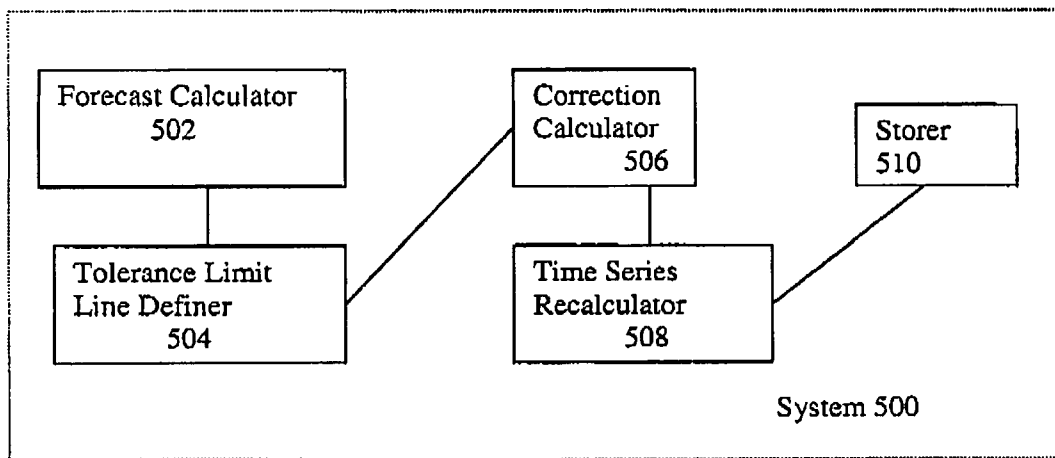 Forecast Calculator
502
Tolerance Limit
Line Definer
504
Correction
Calculator
506
Time Series
Recalculator
508
Storer
510
System 500